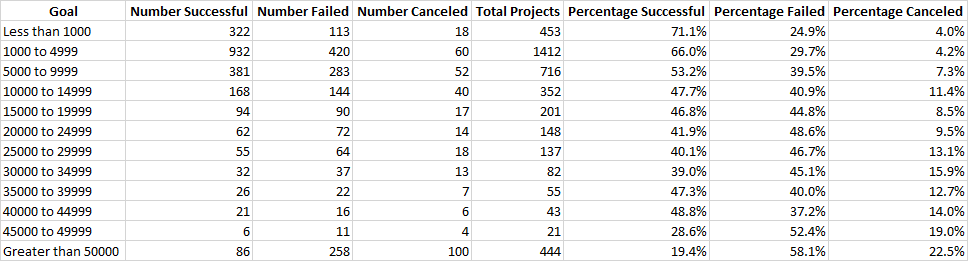 Goal Number Successful Number Failed Number Canceled Total Projects Percentage Successful Percentage Failed Percentage Canceled
Less than 1000 322 113 18 453 71.1% 24.9% 4.0%
1000 to 4999 932 420 60 1412 66.0% 29.7% 4.2%
5000 to 9999 381 283 52 716 53.2% 39.5% 7.3%
10000 to 14999 168 144 40 352 47.7% 40.9% 11.4%
15000 to 19999 94 90 17 201 46.8% 44.8% 8.5%
20000 to 24999 62 72 14 148 41.9% 48.6% 9.5%
25000 to 29999 55 64 18 137 40.1% 46.7% 13.1%
30000 to 34999 32 37 13 82 39.0% 45.1% 15.9%
35000 to 39999 26 22 7 55 47.3% 40.0% 12.7%
40000 to 44999 21 16 6 43 48.8% 37.2% 14.0%
45000 to 49999 6 11 4 21 28.6% 52.4% 19.0%
Greater than 50000 86 258 100 444 19.4% 58.1% 22.5%